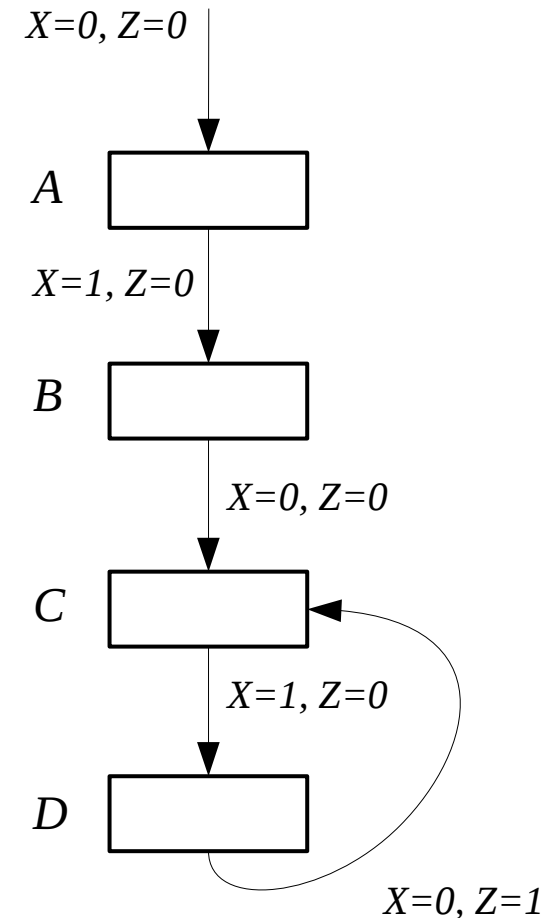 X=0, Z=0
A
X=1, Z=0
B
X=0, Z=0
C
X=1, Z=0
D
X=0, Z=1